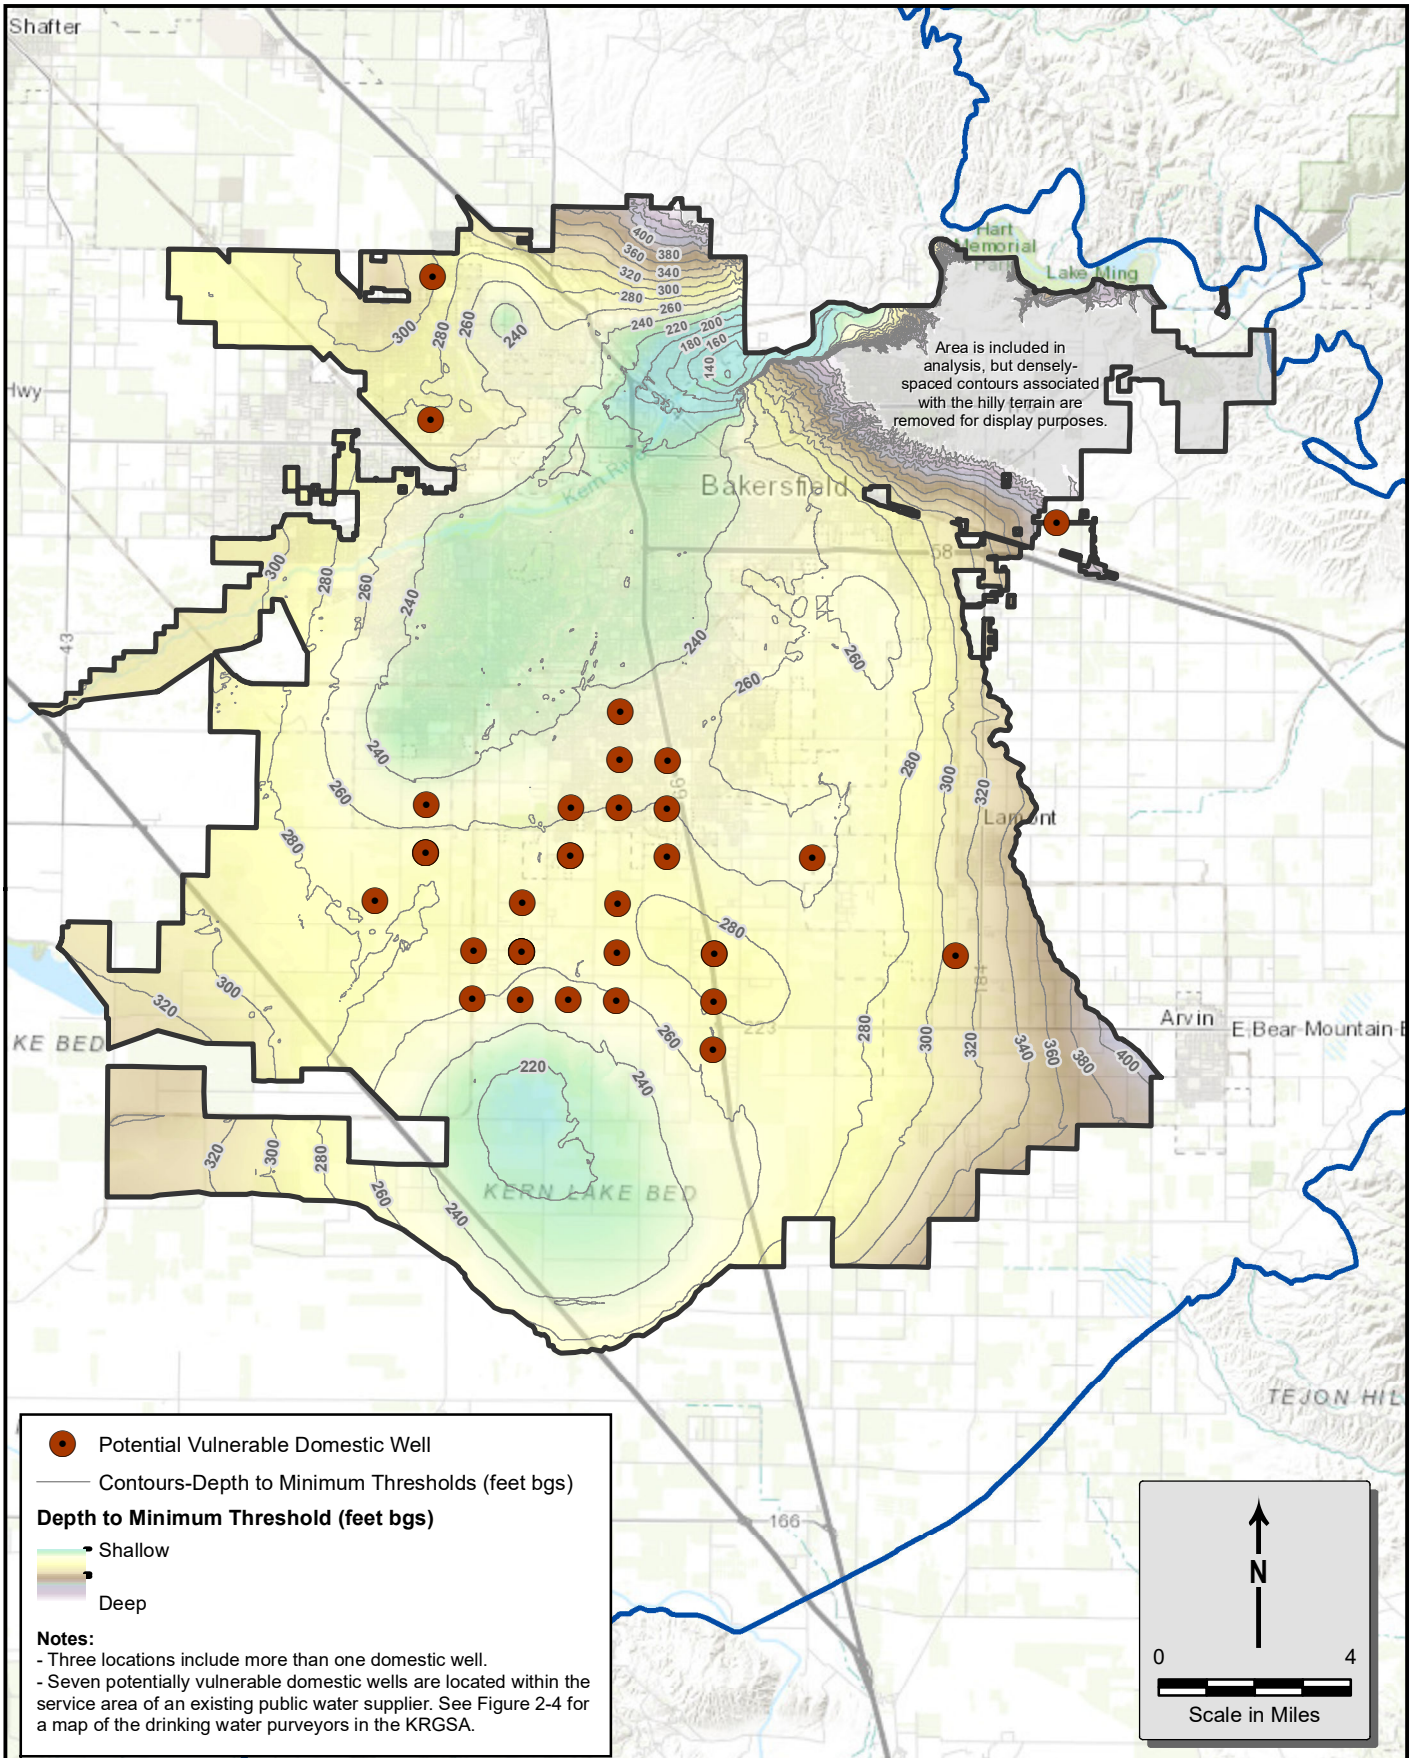 Shafter
400
360
380
320
340
300
280
260
240
220
200
180
160
140
300
280
260
240
Hart
Memorial
Park
Lake Ming
Area is included in
analysis, but densely-
spaced contours associated
with the hilly terrain are
removed for display purposes.
Hwy
Kern River
Bakersfield
58
43
300
280
260
240
240
260
260
240
260
280
99
280
300
320
Lamont
280
184
320
300
KE BED
223
260
280
300
320
340
360
380
400
Arvin
E Bear-Mountain-B
220
240
320
300
280
260
240
KERN LAKE BED
TEJON HIL
166
Potential Vulnerable Domestic Well
Contours-Depth to Minimum Thresholds (feet bgs)
Depth to Minimum Threshold (feet bgs)
Shallow
Deep
Notes:
- Three locations include more than one domestic well.
- Seven potentially vulnerable domestic wells are located within the
service area of an existing public water supplier. See Figure 2-4 for
a map of the drinking water purveyors in the KRGSA.
N
0 4
Scale in Miles